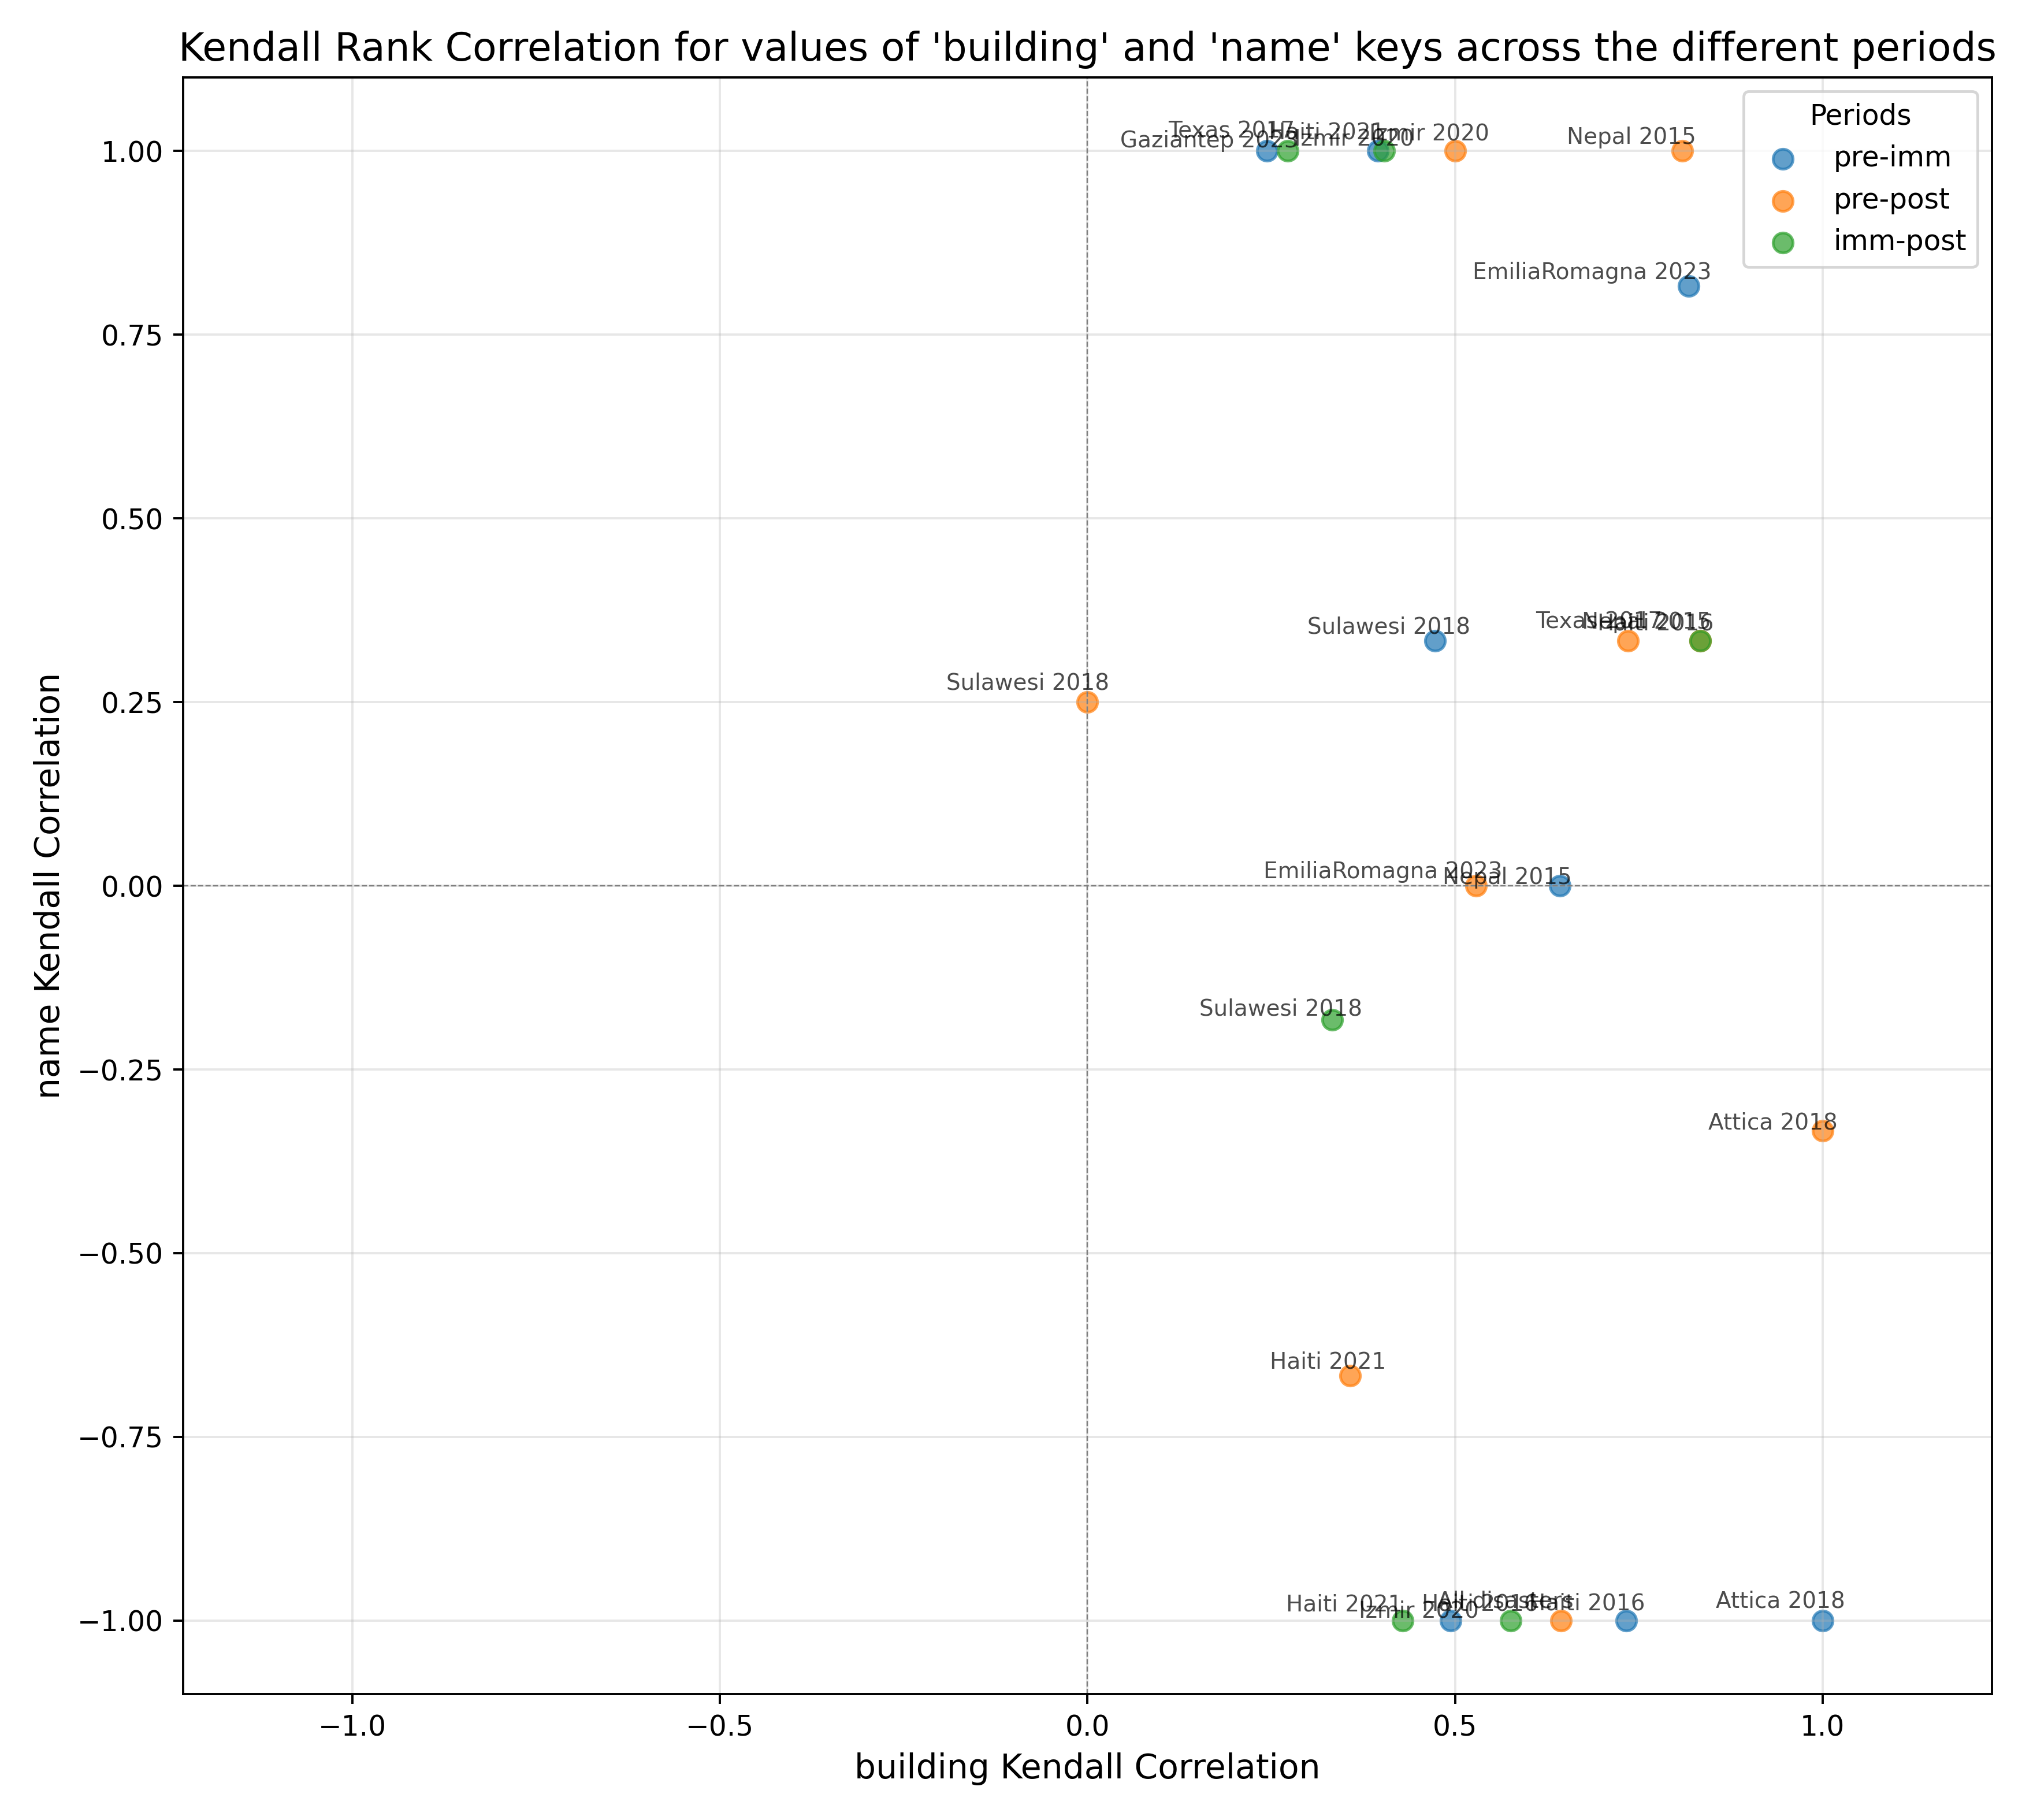 Kendall Rank Correlation for values of 'building' and 'name' keys across the different periods
Periods
pre-imm
pre-post
imm-post
1.00
0.75
0.50
0.25
0.00
−0.25
−0.50
−0.75
−1.00
name Kendall Correlation
Texas 2017
Haiti 2021
Gaziantep 2023
Izmir 2020
Izmir 2020
Nepal 2015
EmiliaRomagna 2023
Sulawesi 2018
Texas 2017
Nepal 2015
Haiti 2016
Sulawesi 2018
EmiliaRomagna 2023
Nepal 2015
Sulawesi 2018
Attica 2018
Haiti 2021
Haiti 2021
Izmir 2020
Haiti 2016
All disasters
Haiti 2016
Attica 2018
−1.0
−0.5
0.0
0.5
1.0
building Kendall Correlation